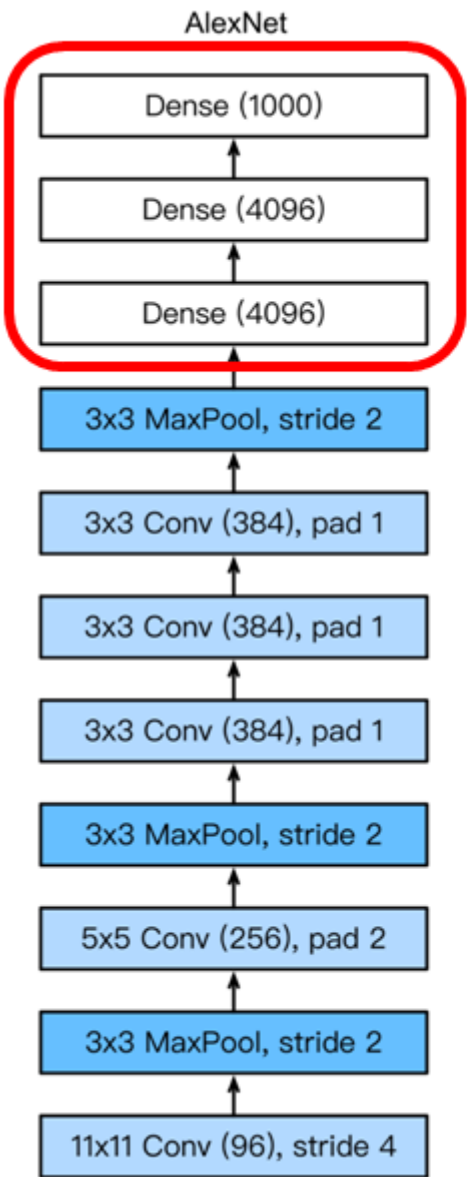 AlexNet
Dense (1000)
Dense (4096)
Dense (4096)
3x3 MaxPool, stride 2
3x3 Conv (384), pad 1
3x3 Conv (384), pad 1
3x3 Conv (384), pad 1
3x3 MaxPool, stride 2
5x5 Conv (256), pad 2
3x3 MaxPool, stride 2
11x11 Conv (96), stride 4